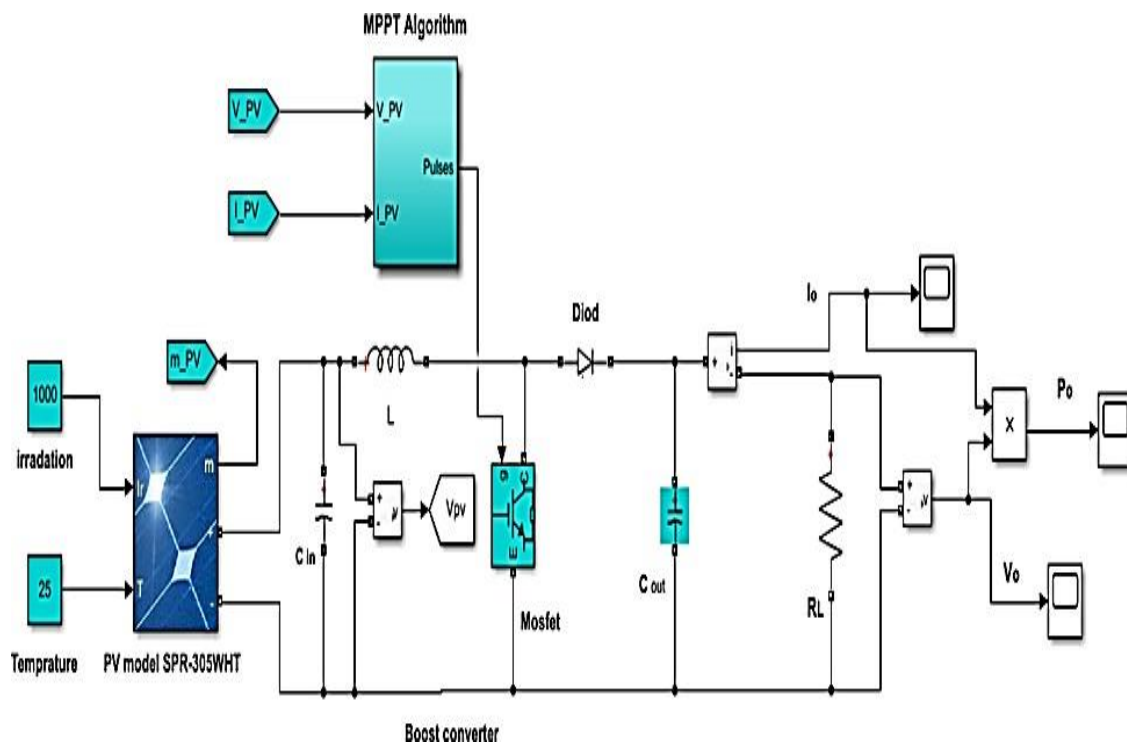 MPPT Algorithm
V_PV
V_PV
Pulses
I_PV
I_PV
m_PV
1000
irradation
Ir
m
+
-
T
25
Temprature
PV model SPR-305WHT
L
C in
+
-
v
Vpv
g
C
E
Mosfet
Diod
C out
+
i
-
Io
RL
+
-
v
X
Po
Vo
Boost converter